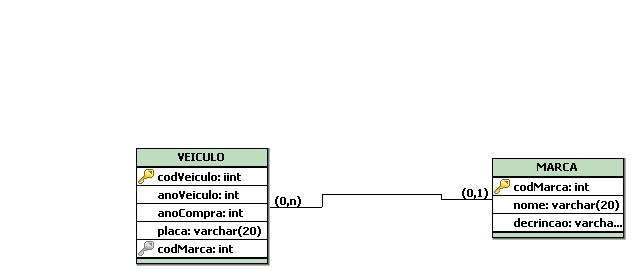 VEICULO
codVeiculo: iint
anoVeiculo: int
anoCompra: int
placa: varchar(20)
codMarca: int
(0,n)
(0,1)
MARCA
codMarca: int
nome: varchar(20)
decrincao: varcha...